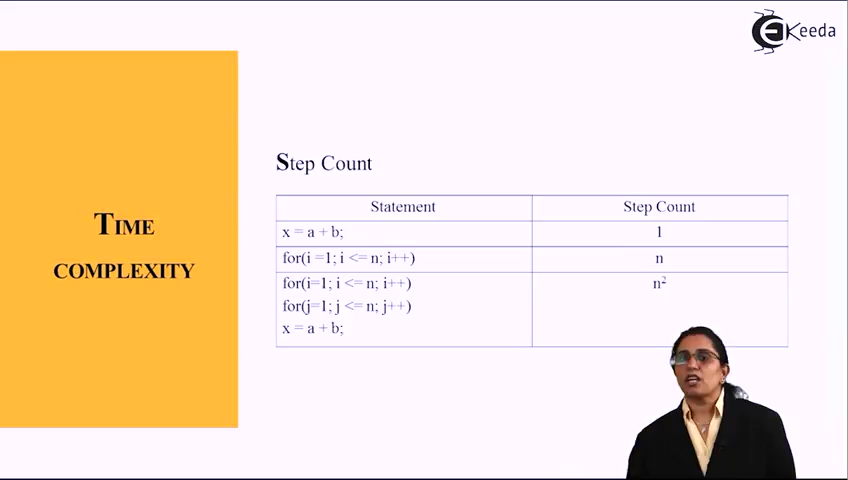 Ekeeda
Time
complexity
Step Count
Statement Step Count
x = a + b; 1
for(i =1; i <= n; i++) n
for(i=1; i <= n; i++) n²
for(j=1; j <= n; j++)
x = a + b;